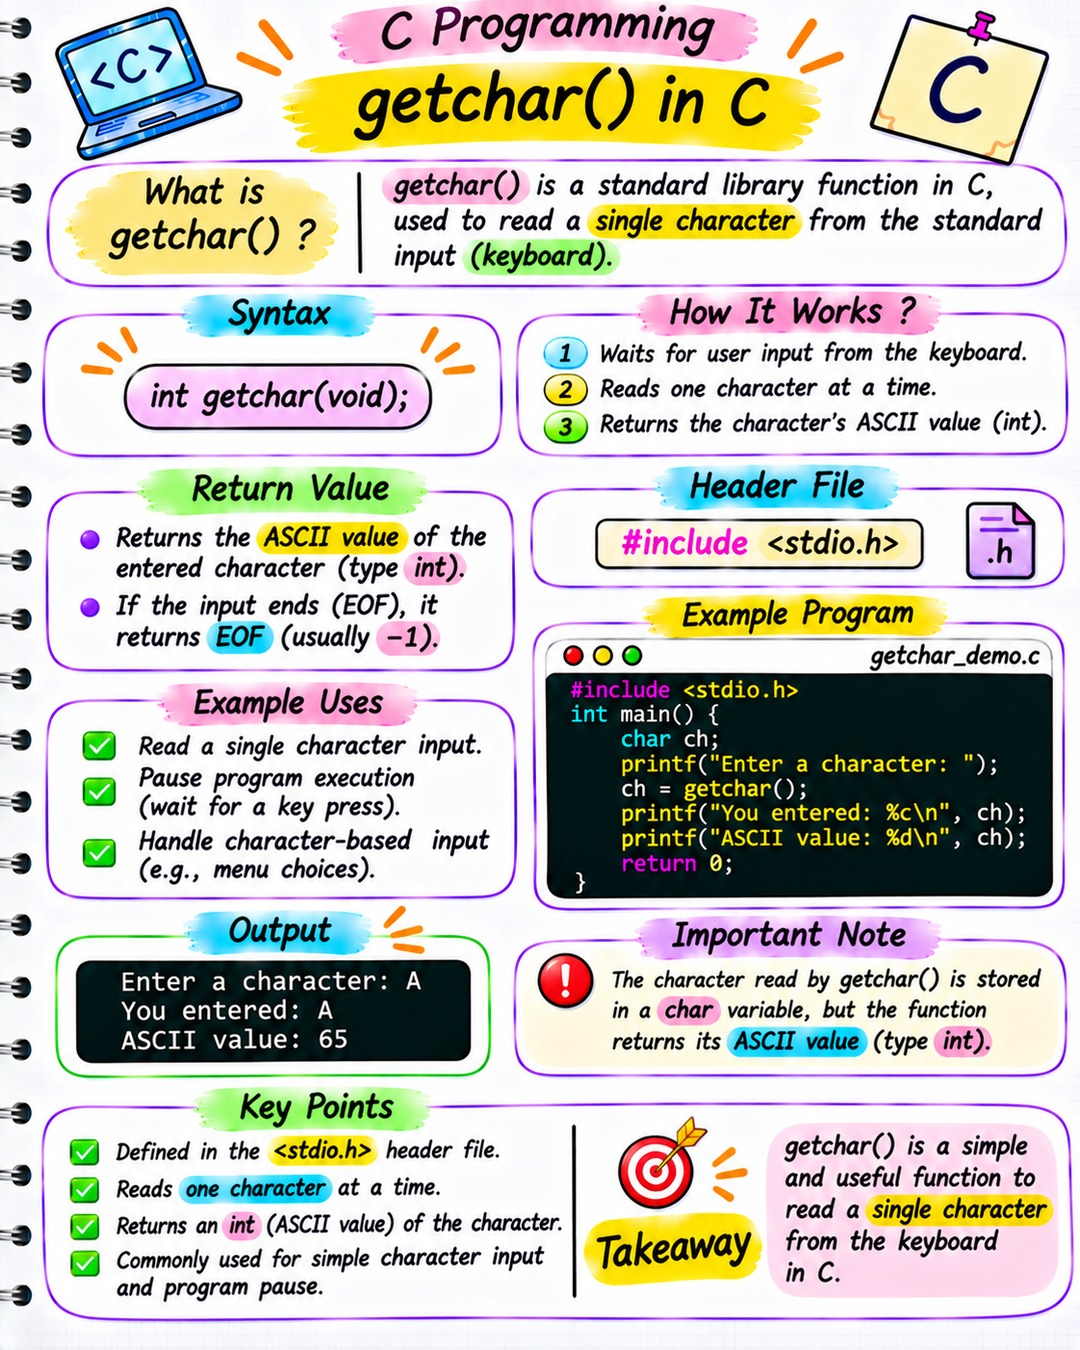 <C>
C Programming
getchar() in C
C
What is
getchar() ?
getchar() is a standard library function in C,
used to read a single character from the standard
input (keyboard).
Syntax
int getchar(void);
How It Works ?
1 Waits for user input from the keyboard.
2 Reads one character at a time.
3 Returns the character's ASCII value (int).
Return Value
Returns the ASCII value of the
entered character (type int).
If the input ends (EOF), it
returns EOF (usually −1).
Header File
#include <stdio.h>
.h
Example Uses
Read a single character input.
Pause program execution
(wait for a key press).
Handle character-based input
(e.g., menu choices).
Example Program
getchar_demo.c
#include <stdio.h>
int main() {
    char ch;
    printf("Enter a character: ");
    ch = getchar();
    printf("You entered: %c\n", ch);
    printf("ASCII value: %d\n", ch);
    return 0;
}
Output
Enter a character: A
You entered: A
ASCII value: 65
Important Note
!
The character read by getchar() is stored
in a char variable, but the function
returns its ASCII value (type int).
Key Points
Defined in the <stdio.h> header file.
Reads one character at a time.
Returns an int (ASCII value) of the character.
Commonly used for simple character input
and program pause.
Takeaway
getchar() is a simple
and useful function to
read a single character
from the keyboard
in C.